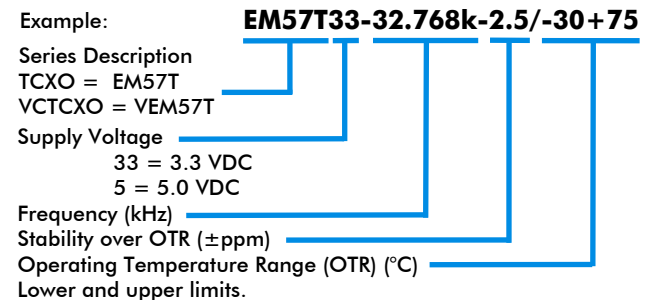 Example: EM57T33-32.768k-2.5/-30+75
Series Description
TCXO = EM57T
VCTCXO = VEM57T
Supply Voltage
33 = 3.3 VDC
5 = 5.0 VDC
Frequency (kHz)
Stability over OTR (±ppm)
Operating Temperature Range (OTR) (°C)
Lower and upper limits.